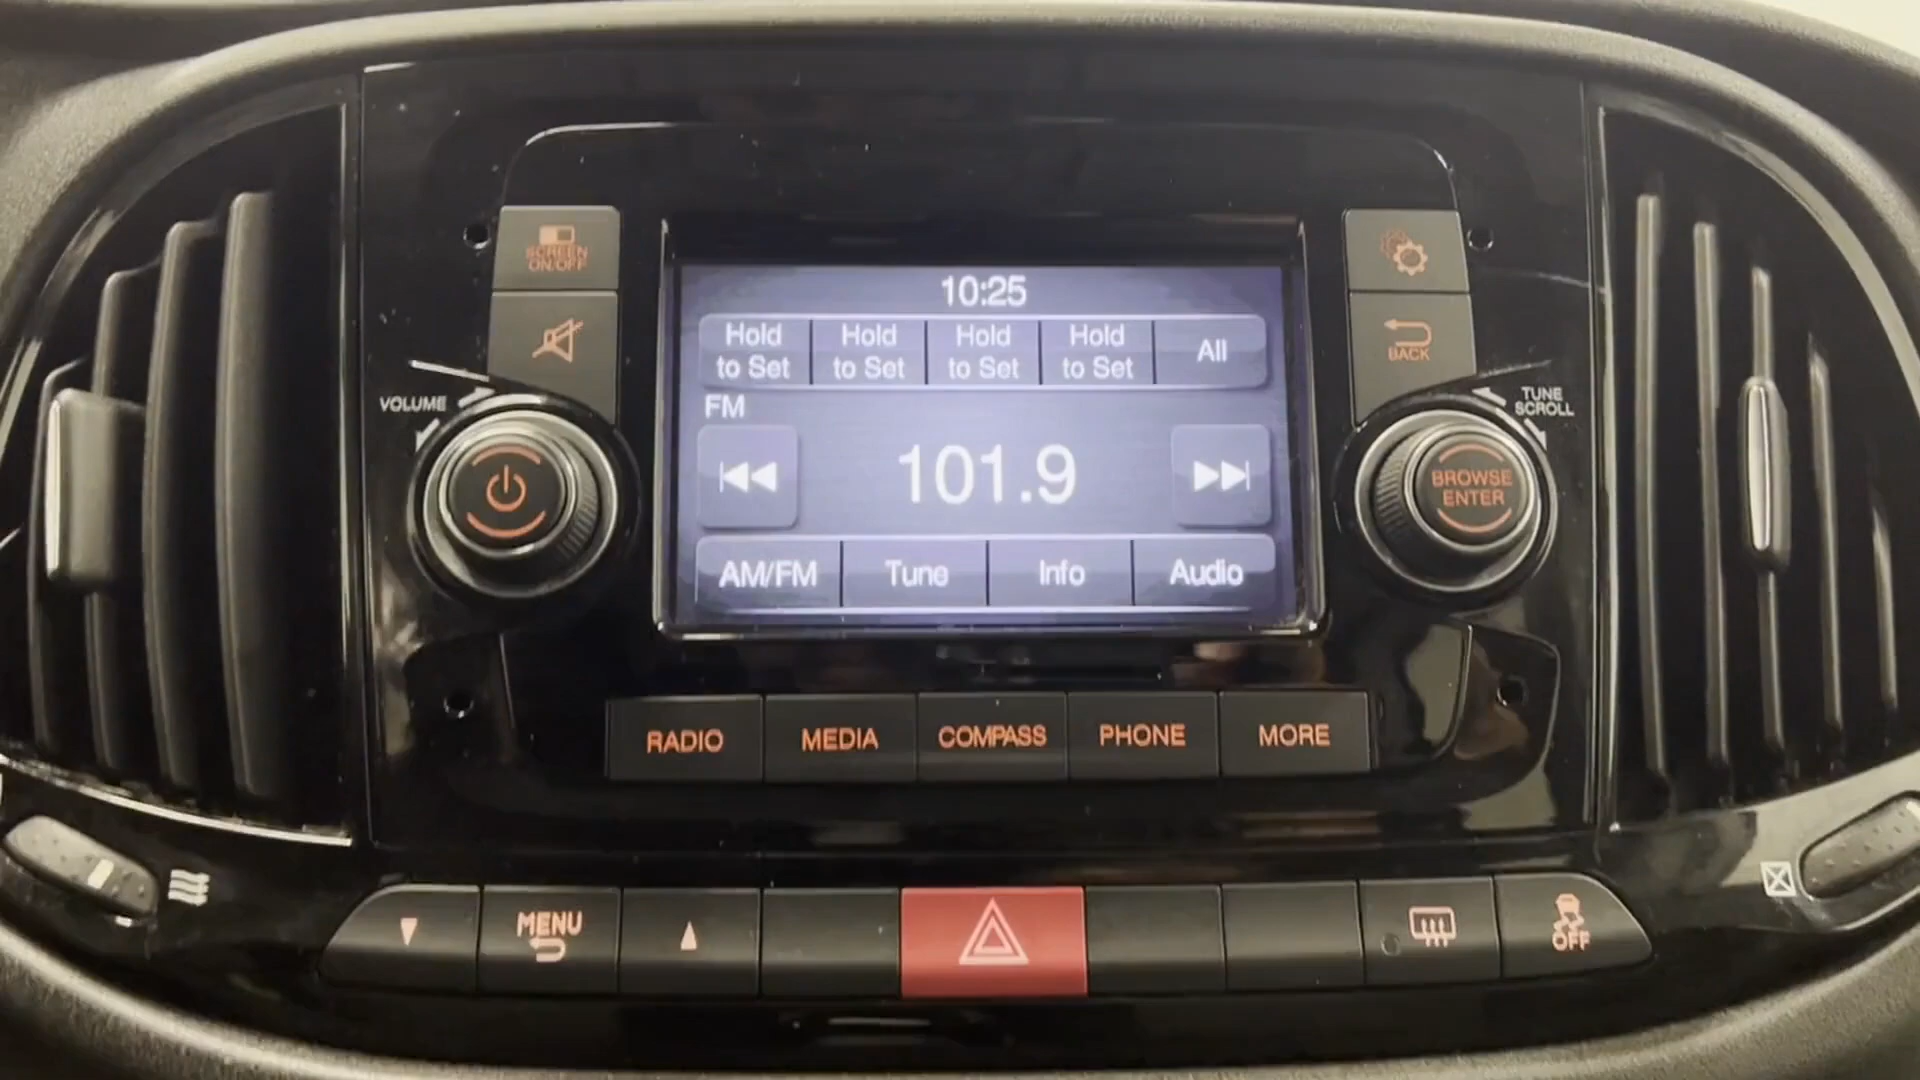 SCREEN
ON/OFF
10:25
Hold to Set
Hold to Set
Hold to Set
Hold to Set
All
BACK
VOLUME
TUNE
SCROLL
FM
101.9
BROWSE
ENTER
AM/FM
Tune
Info
Audio
RADIO
MEDIA
COMPASS
PHONE
MORE
MENU
OFF